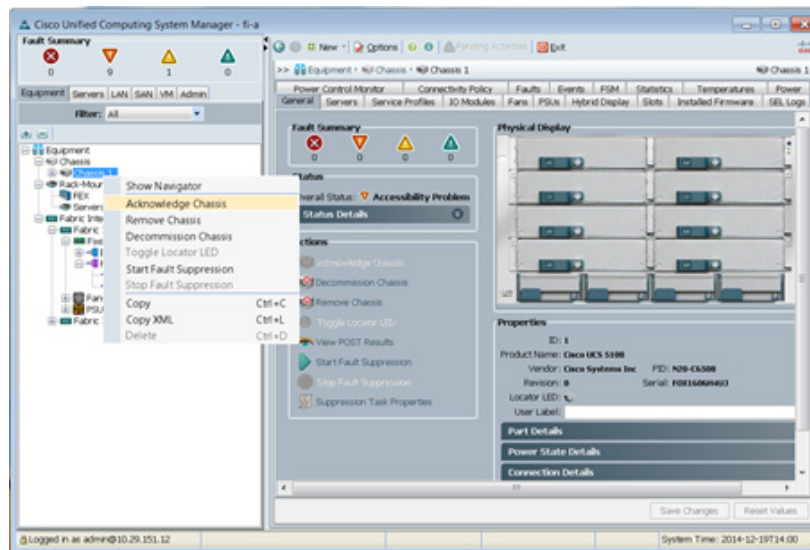 Cisco Unified Computing System Manager - fi-a
Fault Summary
0 9 1 0
New Options Pending Activities Exit
>> Equipment Chassis Chassis 1
Chassis 1
Equipment Servers LAN SAN VM Admin
Filter: All
Power Control Monitor Connectivity Policy Faults Events FSM Statistics Temperatures Power
General Servers Service Profiles IO Modules Fans PSUs Hybrid Display Slots Installed Firmware SEL Logs
Equipment
Chassis
Chassis 1
Rack-Moun
FEX
Servers
Fabric Inte
Fabric
Fixe
Fan
PSU
Fabric
Show Navigator
Acknowledge Chassis
Remove Chassis
Decommission Chassis
Toggle Locator LED
Start Fault Suppression
Stop Fault Suppression
Copy Ctrl+C
Copy XML Ctrl+L
Delete Ctrl+D
Fault Summary
0 0 0 0
Status
verall Status: Accessibility Problem
Status Details
ctions
Acknowledge Chassis
Decommission Chassis
Remove Chassis
Toggle Locator LED
View POST Results
Start Fault Suppression
Stop Fault Suppression
Suppression Task Properties
Physical Display
Properties
ID: 1
Product Name: Cisco UCS 5108
Vendor: Cisco Systems Inc PID: N20-C6508
Revision: 0 Serial:
Locator LED:
User Label:
Part Details
Power State Details
Connection Details
Save Changes Reset Values
Logged in as admin@10.29.151.12
System Time: 2014-12-19T14:00